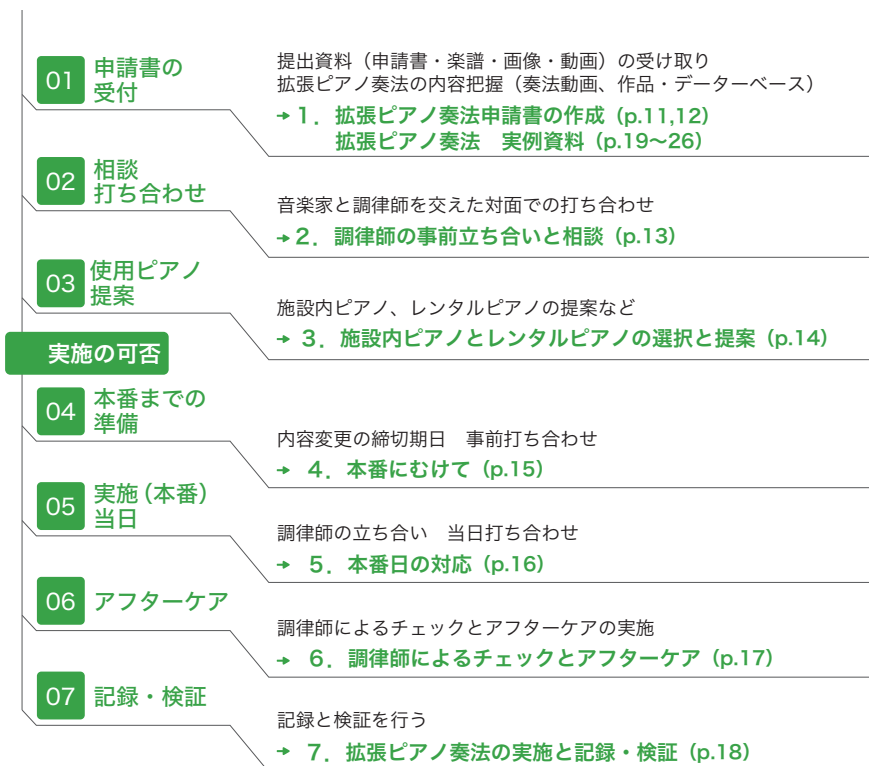 01 申請書の
受付
提出資料（申請書・楽譜・画像・動画）の受け取り
拡張ピアノ奏法の内容把握（奏法動画、作品・データーベース）
→ 1．拡張ピアノ奏法申請書の作成（p.11,12）
拡張ピアノ奏法　実例資料（p.19〜26）
02 相談
打ち合わせ
音楽家と調律師を交えた対面での打ち合わせ
→ 2．調律師の事前立ち合いと相談（p.13）
03 使用ピアノ
提案
施設内ピアノ、レンタルピアノの提案など
→ 3．施設内ピアノとレンタルピアノの選択と提案（p.14）
実施の可否
04 本番までの
準備
内容変更の締切期日　事前打ち合わせ
→ 4．本番にむけて（p.15）
05 実施（本番）
当日
調律師の立ち合い　当日打ち合わせ
→ 5．本番日の対応（p.16）
06 アフターケア
調律師によるチェックとアフターケアの実施
→ 6．調律師によるチェックとアフターケア（p.17）
07 記録・検証
記録と検証を行う
→ 7．拡張ピアノ奏法の実施と記録・検証（p.18）